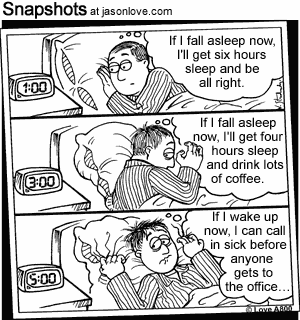 Snapshots at jasonlove.com
If I fall asleep now,
I'll get six hours
sleep and be
all right.
1:00
If I fall asleep
now, I'll get four
hours sleep
and drink lots
of coffee.
3:00
If I wake up
now, I can call
in sick before
anyone
gets to
the office...
5:00